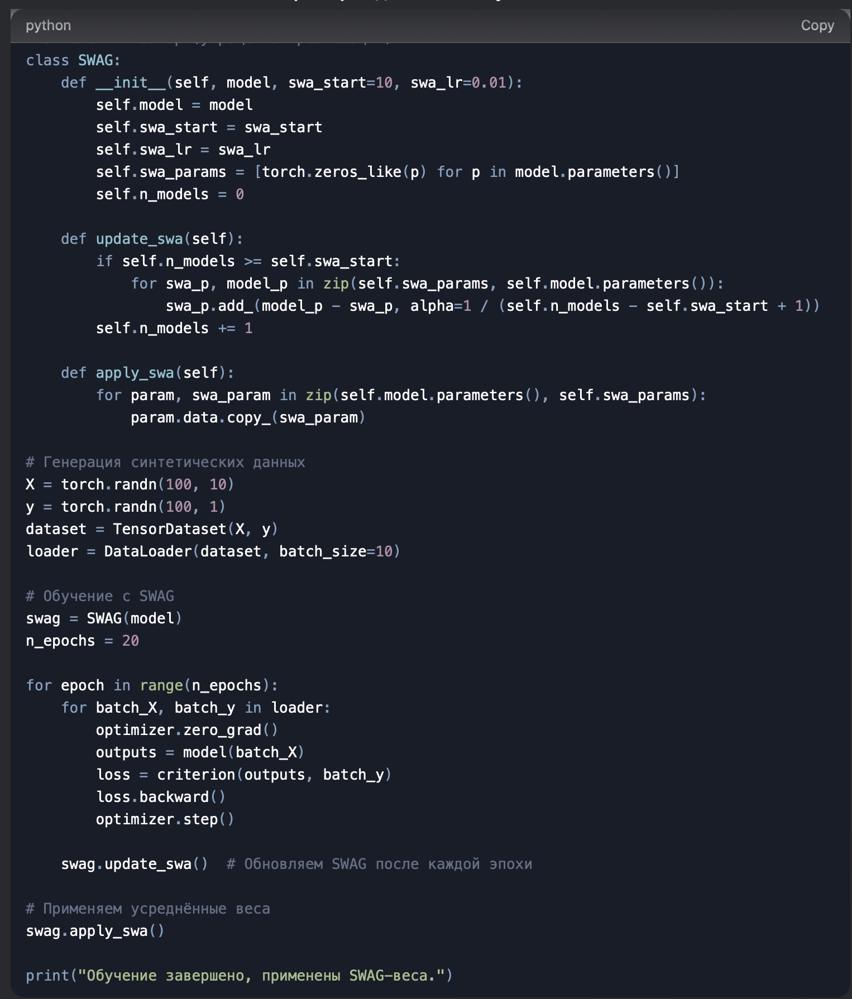 python
Copy
class SWAG:
    def __init__(self, model, swa_start=10, swa_lr=0.01):
        self.model = model
        self.swa_start = swa_start
        self.swa_lr = swa_lr
        self.swa_params = [torch.zeros_like(p) for p in model.parameters()]
        self.n_models = 0
    def update_swa(self):
        if self.n_models >= self.swa_start:
            for swa_p, model_p in zip(self.swa_params, self.model.parameters()):
                swa_p.add_(model_p - swa_p, alpha=1 / (self.n_models - self.swa_start + 1))
        self.n_models += 1
    def apply_swa(self):
        for param, swa_param in zip(self.model.parameters(), self.swa_params):
            param.data.copy_(swa_param)
# Генерация синтетических данных
X = torch.randn(100, 10)
y = torch.randn(100, 1)
dataset = TensorDataset(X, y)
loader = DataLoader(dataset, batch_size=10)
# Обучение с SWAG
swag = SWAG(model)
n_epochs = 20
for epoch in range(n_epochs):
    for batch_X, batch_y in loader:
        optimizer.zero_grad()
        outputs = model(batch_X)
        loss = criterion(outputs, batch_y)
        loss.backward()
        optimizer.step()
    swag.update_swa()  # Обновляем SWAG после каждой эпохи
# Применяем усреднённые веса
swag.apply_swa()
print("Обучение завершено, применены SWAG-веса.")